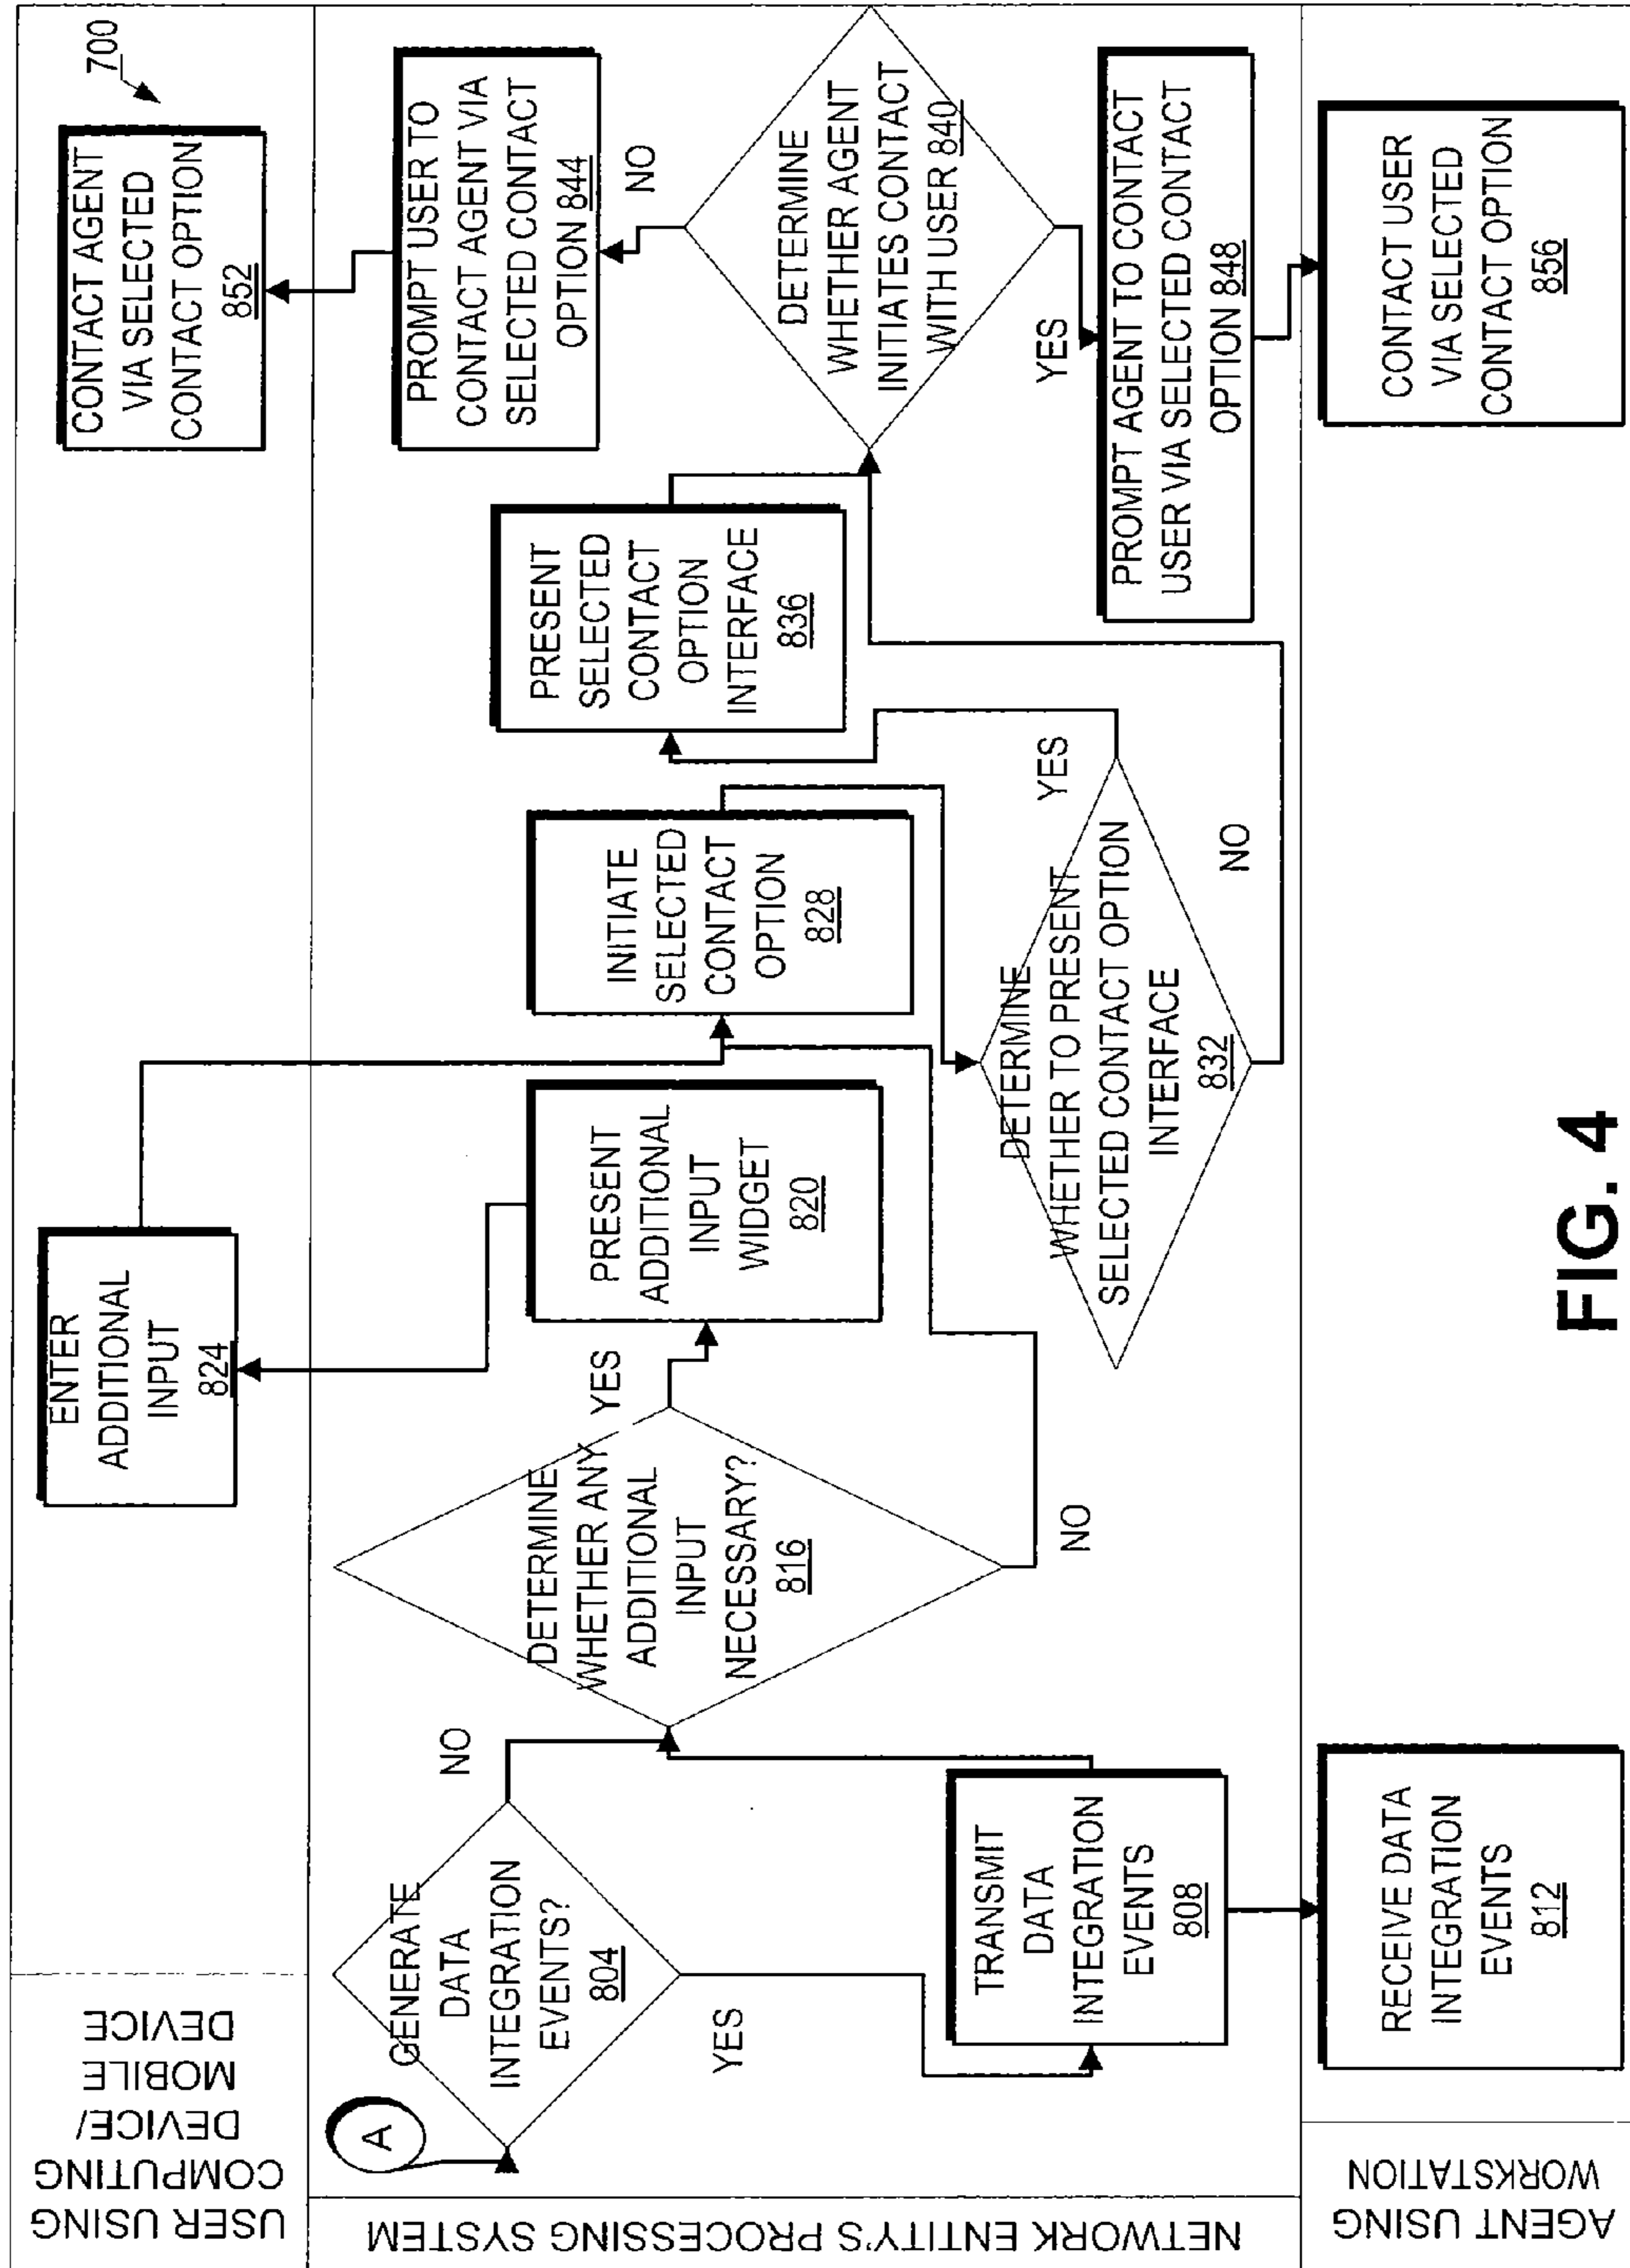 USER USING
COMPUTING
DEVICE/
MOBILE
DEVICE
NETWORK ENTITY'S PROCESSING SYSTEM
AGENT USING
WORKSTATION
700
A
GENERATE
DATA
INTEGRATION
EVENTS?
804
NO
YES
TRANSMIT
DATA
INTEGRATION
EVENTS
808
RECEIVE DATA
INTEGRATION
EVENTS
812
DETERMINE
WHETHER ANY
ADDITIONAL
INPUT
NECESSARY?
816
YES
NO
PRESENT
ADDITIONAL
INPUT
WIDGET
820
ENTER
ADDITIONAL
INPUT
824
INITIATE
SELECTED
CONTACT
OPTION
828
DETERMINE
WHETHER TO PRESENT
SELECTED CONTACT OPTION
INTERFACE
832
YES
NO
PRESENT
SELECTED
CONTACT
OPTION
INTERFACE
836
DETERMINE
WHETHER AGENT
INITIATES CONTACT
WITH USER 840
NO
YES
PROMPT USER TO
CONTACT AGENT VIA
SELECTED CONTACT
OPTION 844
PROMPT AGENT TO CONTACT
USER VIA SELECTED CONTACT
OPTION 848
CONTACT AGENT
VIA SELECTED
CONTACT OPTION
852
CONTACT USER
VIA SELECTED
CONTACT OPTION
856
FIG. 4